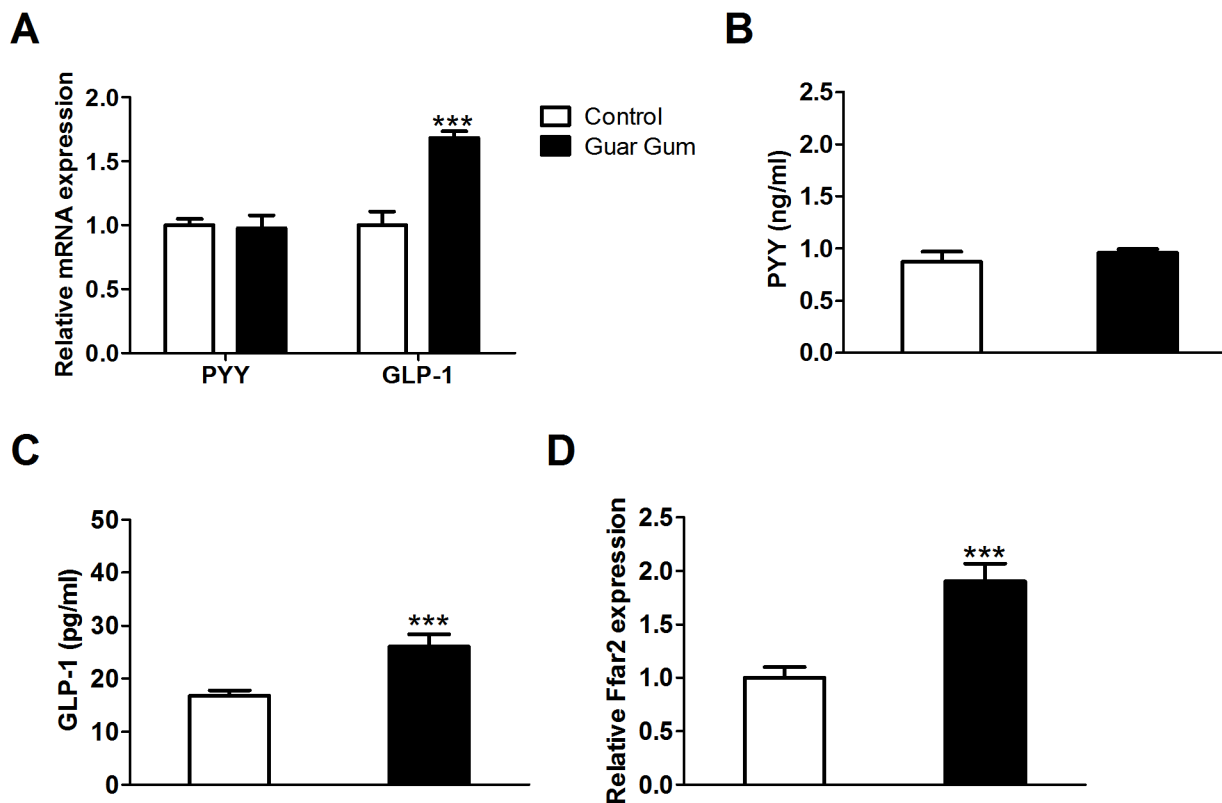 A
Relative mRNA expression
2.0
1.5
1.0
0.5
0.0
***
PYY
GLP-1
Control
Guar Gum
B
PYY (ng/ml)
2.5
2.0
1.5
1.0
0.5
0.0
C
GLP-1 (pg/ml)
50
40
30
20
10
0
***
D
Relative Ffar2 expression
2.5
2.0
1.5
1.0
0.5
0.0
***